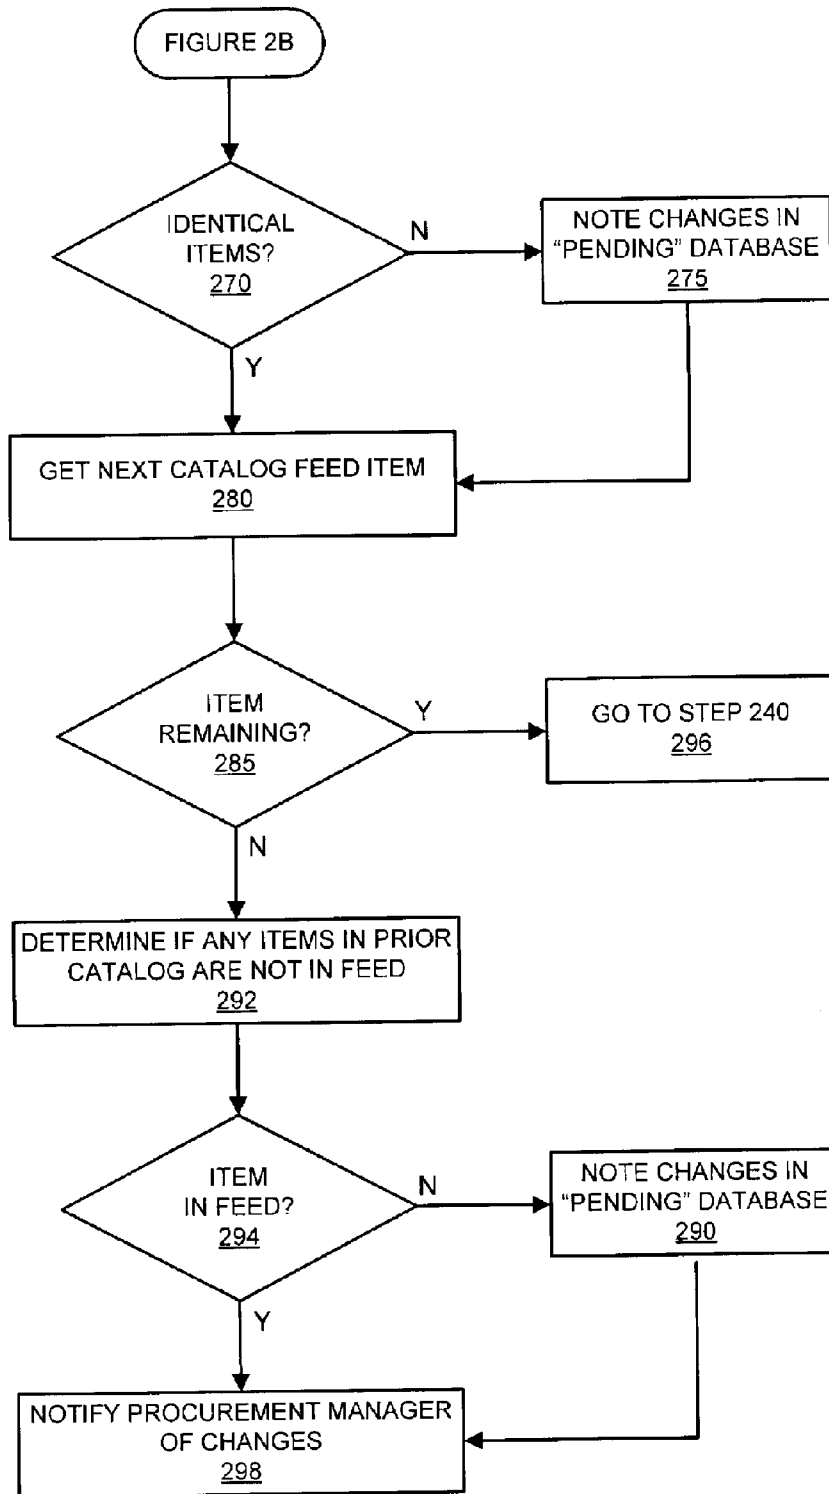 FIGURE 2B
IDENTICAL
ITEMS?
270
N
NOTE CHANGES IN
“PENDING” DATABASE
275
Y
GET NEXT CATALOG FEED ITEM
280
ITEM
REMAINING?
285
Y
GO TO STEP 240
296
N
DETERMINE IF ANY ITEMS IN PRIOR
CATALOG ARE NOT IN FEED
292
ITEM
IN FEED?
294
N
NOTE CHANGES IN
“PENDING” DATABASE
290
Y
NOTIFY PROCUREMENT MANAGER
OF CHANGES
298